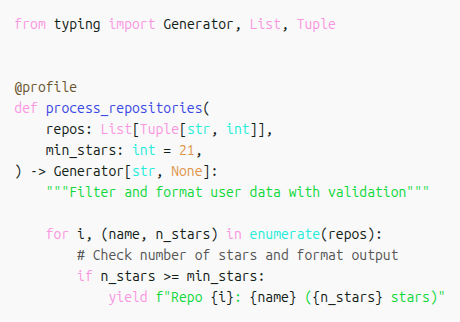 from typing import Generator, List, Tuple


@profile
def process_repositories(
    repos: List[Tuple[str, int]],
    min_stars: int = 21,
) -> Generator[str, None]:
    """Filter and format user data with validation"""

    for i, (name, n_stars) in enumerate(repos):
        # Check number of stars and format output
        if n_stars >= min_stars:
            yield f"Repo {i}: {name} ({n_stars} stars)"